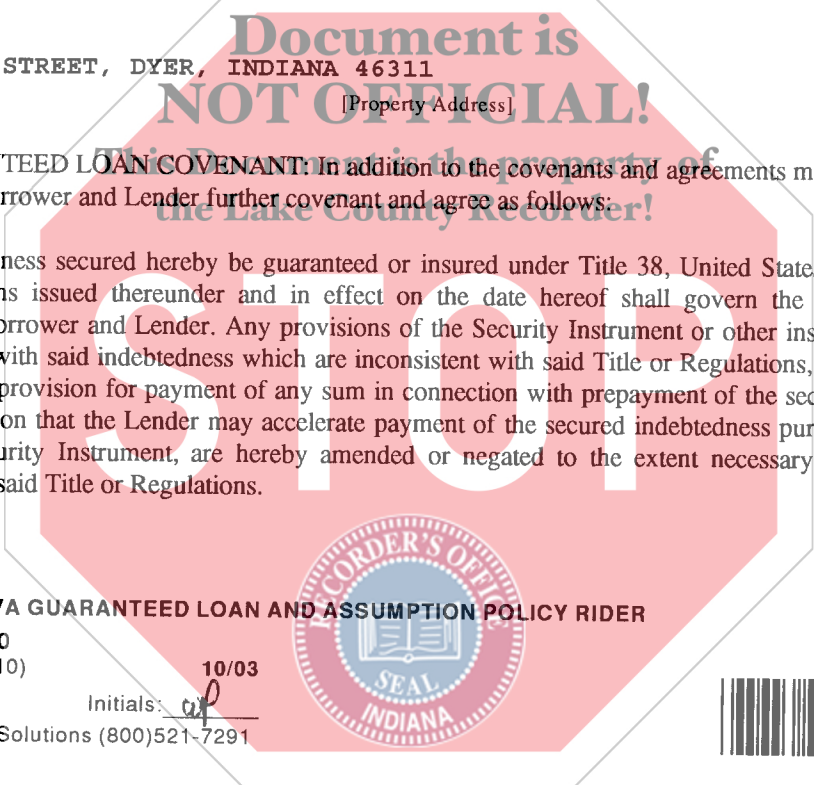 Document is
STREET, DYER, INDIANA 46311
NOT OFFICIAL!
[Property Address]
This Document is the property of
TEED LOAN COVENANT: In addition to the covenants and agreements m
rrower and Lender further covenant and agree as follows:
the Lake County Recorder!
ness secured hereby be guaranteed or insured under Title 38, United State
ns issued thereunder and in effect on the date hereof shall govern the
orrower and Lender. Any provisions of the Security Instrument or other ins
with said indebtedness which are inconsistent with said Title or Regulations,
provision for payment of any sum in connection with prepayment of the sec
on that the Lender may accelerate payment of the secured indebtedness pur
urity Instrument, are hereby amended or negated to the extent necessary
said Title or Regulations.
STOP
RECORDER'S OFFICE
SEAL
INDIANA
A GUARANTEED LOAN AND ASSUMPTION POLICY RIDER
0
10) 10/03
Initials:
Solutions (800)521-7291